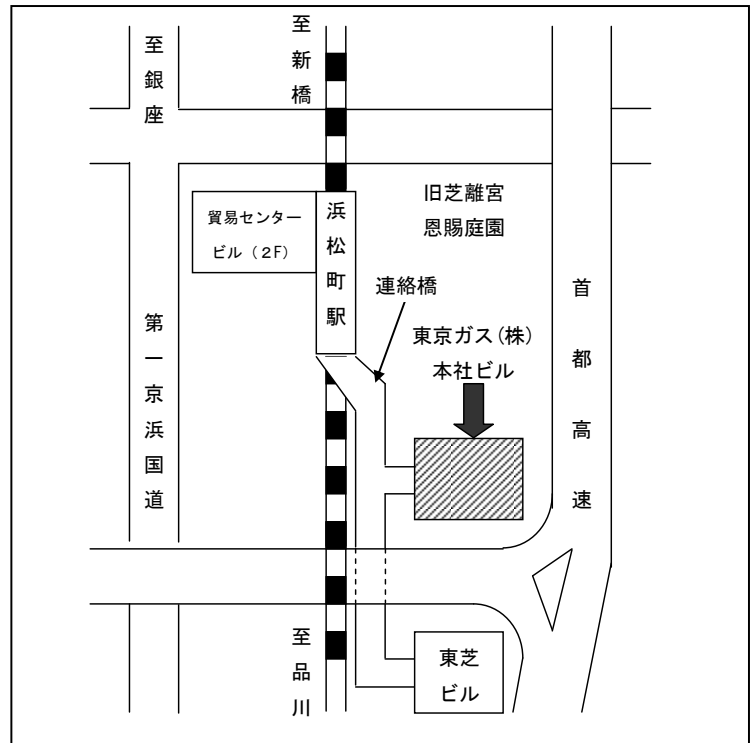 至銀座
至新橋
旧芝離宮
恩賜庭園
貿易センター
ビル（２F）
浜松町駅
連絡橋
首都高速
東京ガス(株)
本社ビル
第一京浜国道
至品川
東芝
ビル